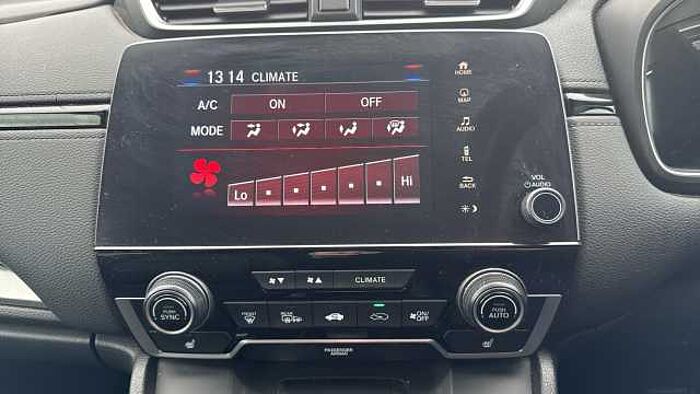 13 14 CLIMATE
A/C ON OFF
MODE
Lo Hi
HOME
MAP
AUDIO
TEL
BACK
VOL
AUDIO
CLIMATE
PUSH
SYNC
FRONT
REAR
ON/
OFF
PUSH
AUTO
PASSENGER
AIRBAG